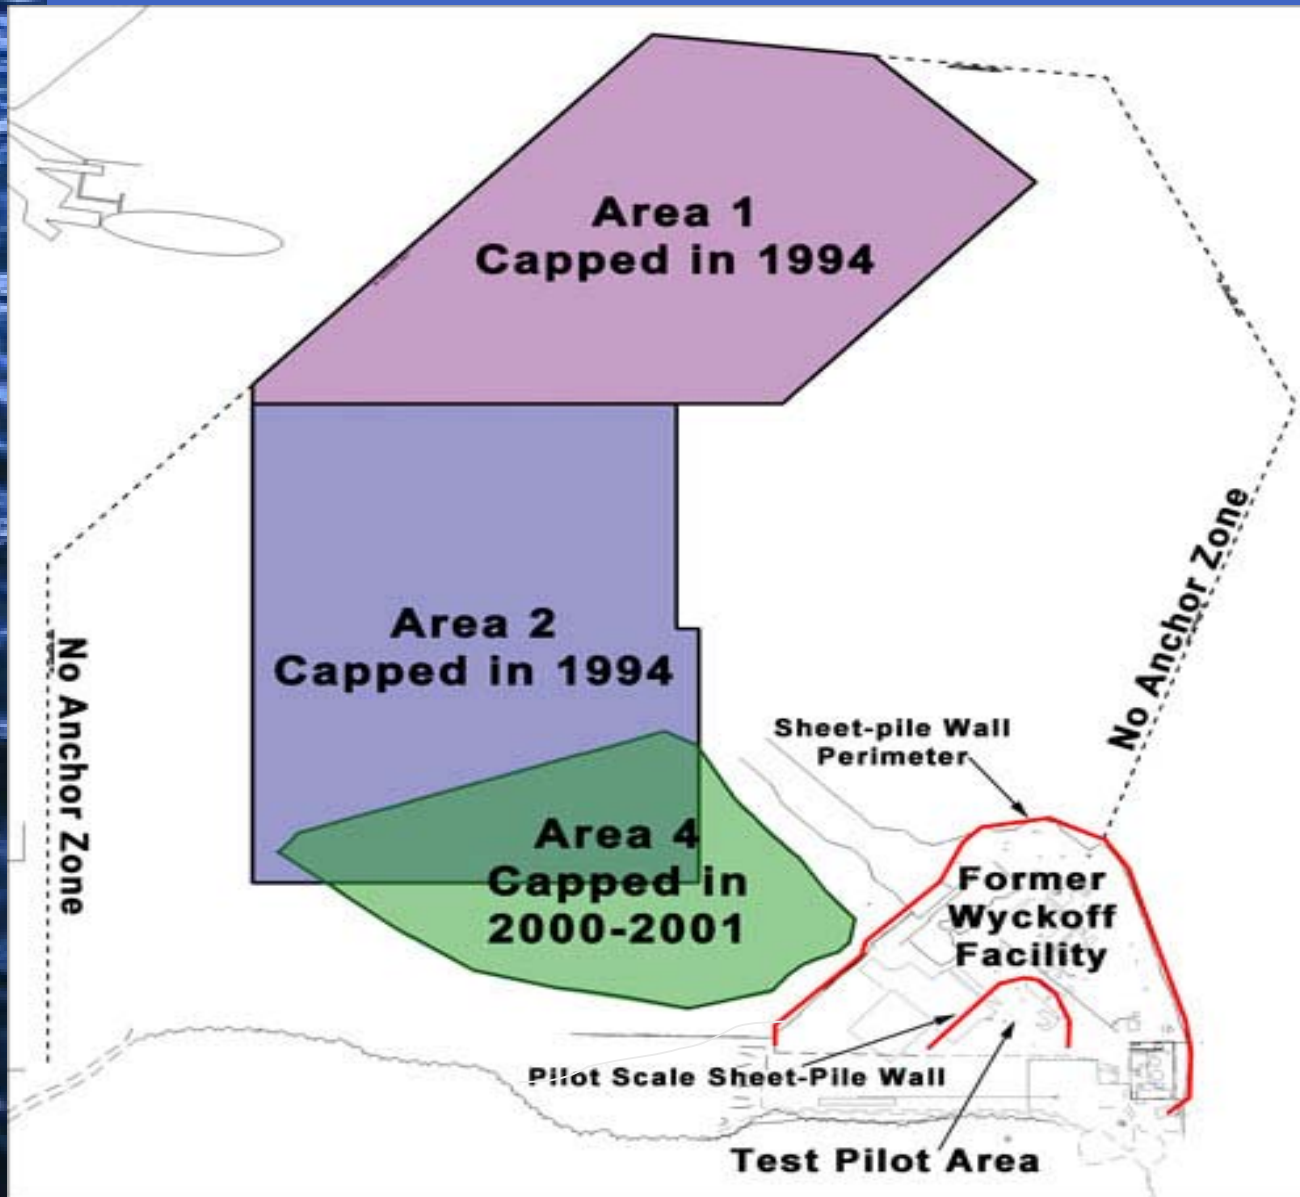 Area 1
Capped in 1994
Area 2
Capped in 1994
No Anchor Zone
No Anchor Zone
Sheet-pile Wall
Perimeter
Area 4
Capped in
2000-2001
Former
Wyckoff
Facility
Pilot Scale Sheet-Pile Wall
Test Pilot Area